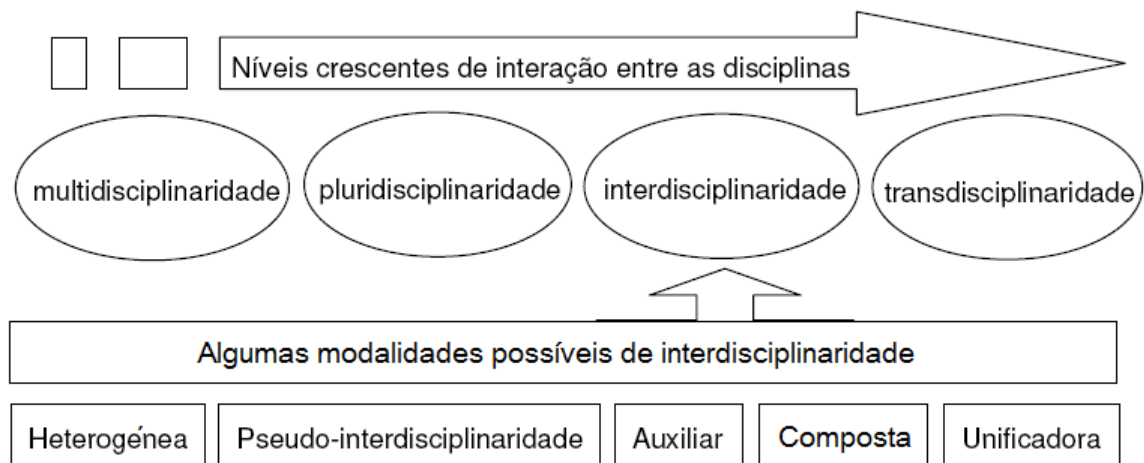 Níveis crescentes de interação entre as disciplinas
multidisciplinaridade
pluridisciplinaridade
interdisciplinaridade
transdisciplinaridade
Algumas modalidades possíveis de interdisciplinaridade
Heterogénea
Pseudo-interdisciplinaridade
Auxiliar
Composta
Unificadora